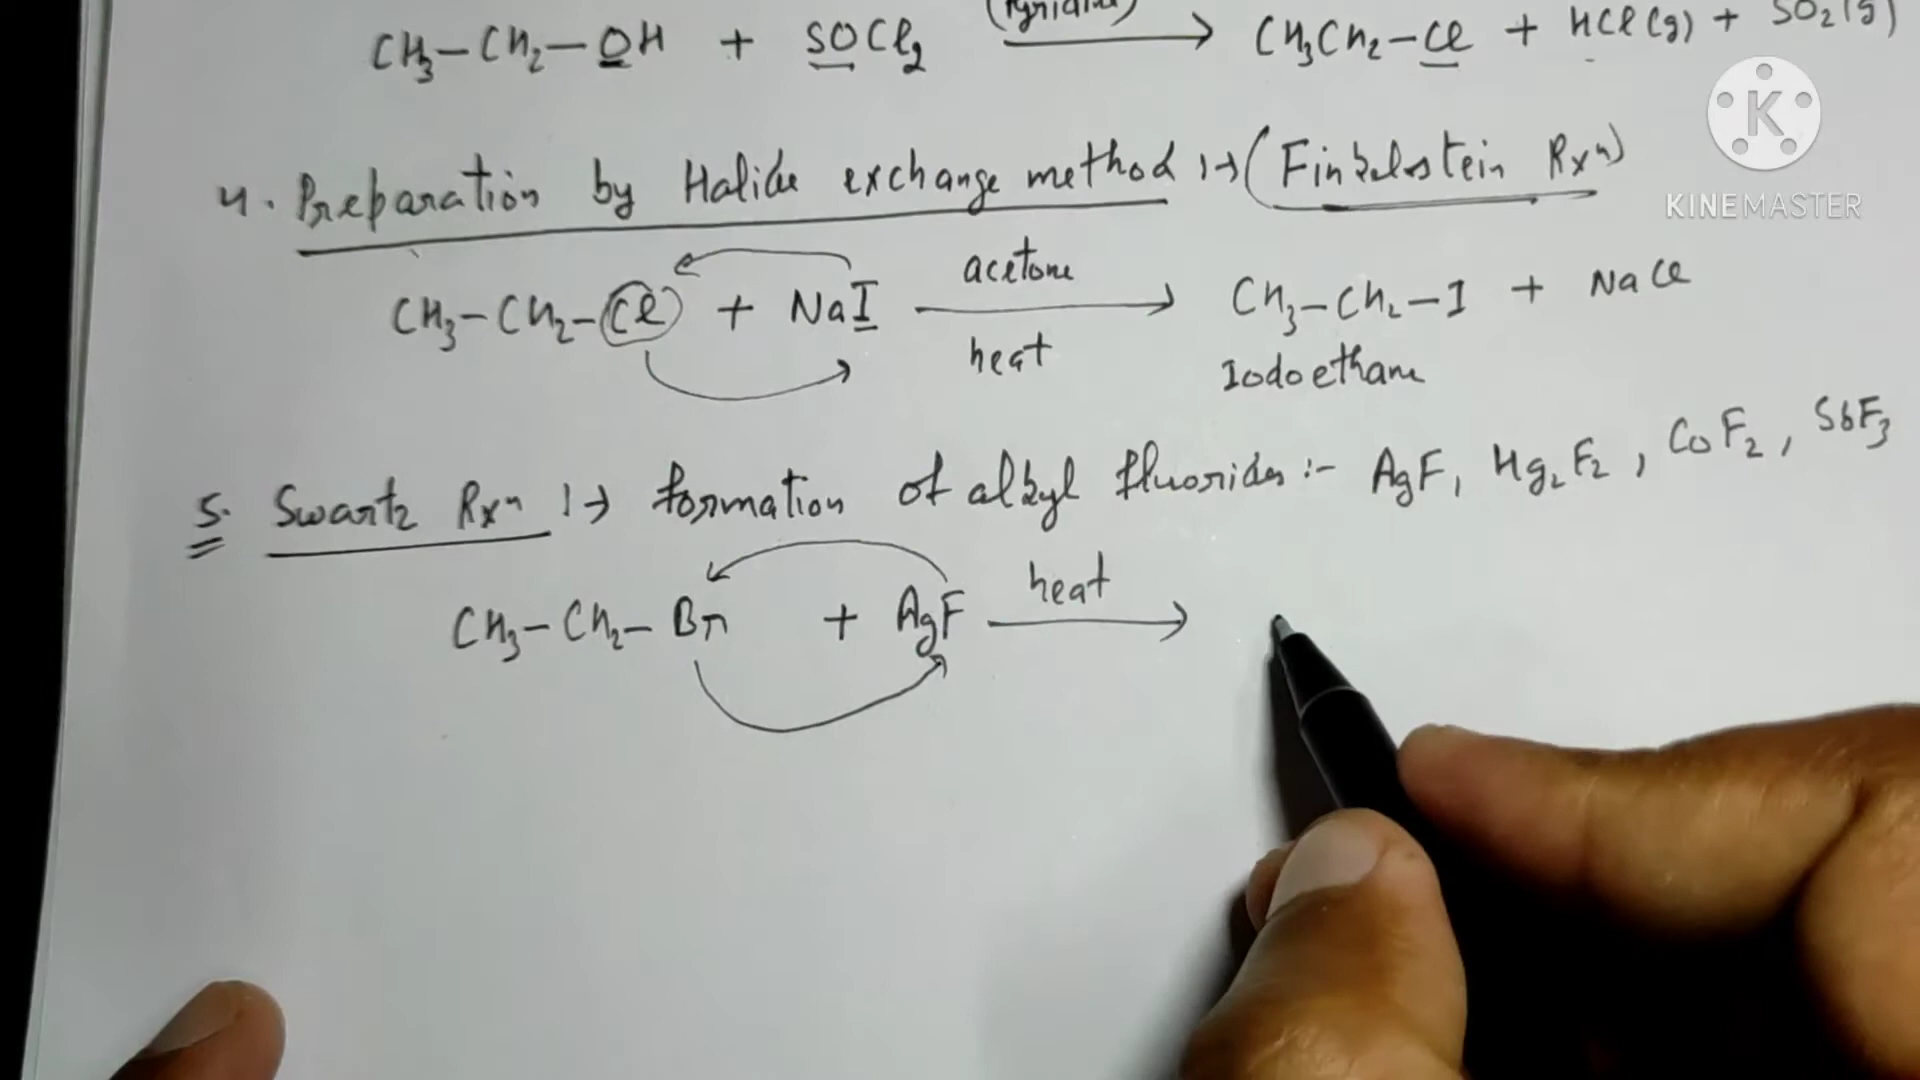 CH₃–CH₂–OH + SOCl₂ (Pyridine) → CH₃CH₂–Cl + HCl(g) + SO₂(g)
K
KINEMASTER
4. Preparation by Halide exchange method :→ (Finkelstein Rxⁿ)
CH₃–CH₂–Cl + NaI acetone heat → CH₃–CH₂–I + NaCl
Iodoethane
5. Swartz Rxⁿ :→ formation of alkyl fluorides :- AgF, Hg₂F₂, CoF₂, SbF₃
CH₃–CH₂–Br + AgF heat →